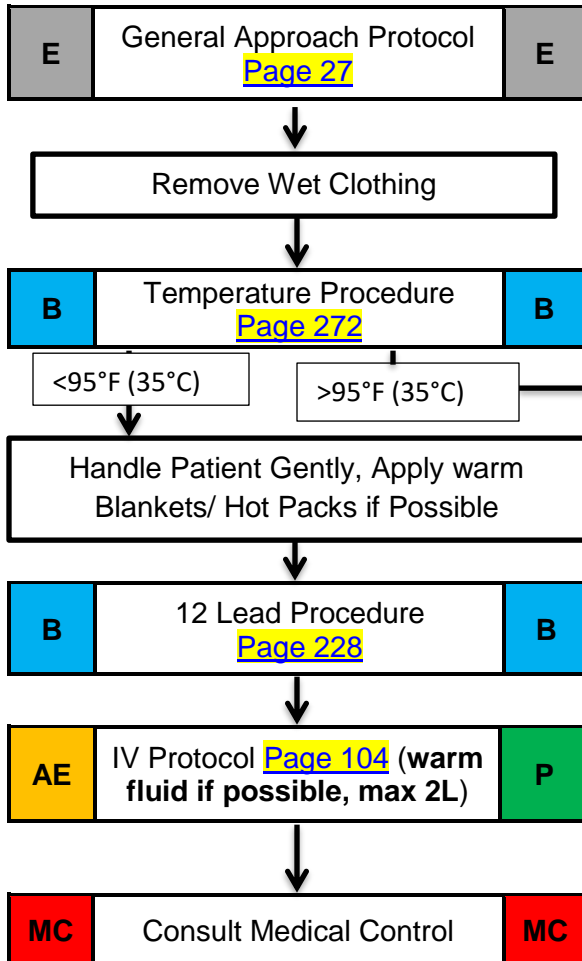 E General Approach Protocol E
Page 27
Remove Wet Clothing
B Temperature Procedure B
Page 272
<95°F (35°C) >95°F (35°C)
Handle Patient Gently, Apply warm
Blankets/ Hot Packs if Possible
B 12 Lead Procedure B
Page 228
AE IV Protocol Page 104 (warm P
fluid if possible, max 2L)
MC Consult Medical Control MC